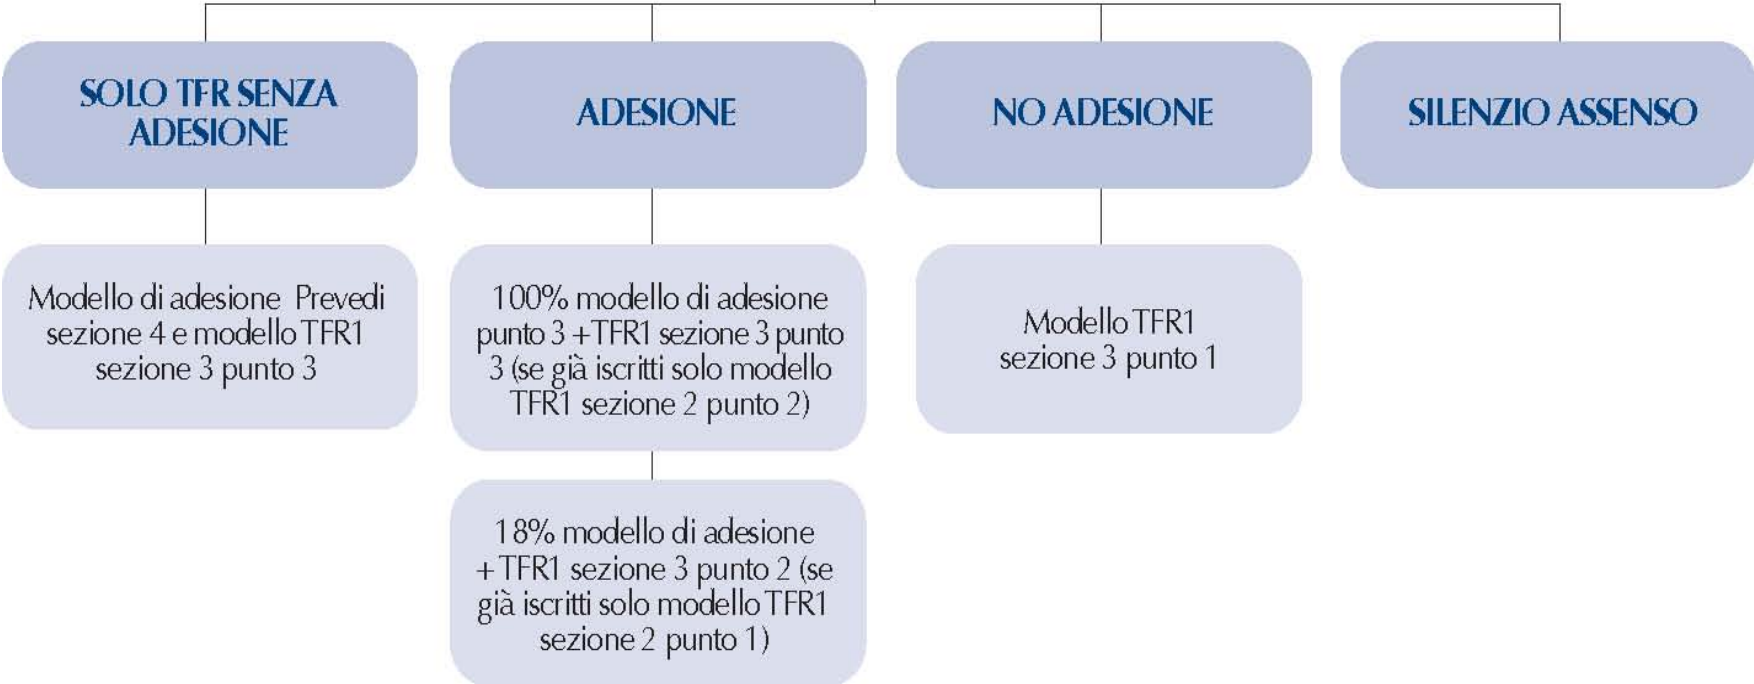 SOLO TFR SENZA
ADESIONE
ADESIONE
NO ADESIONE
SILENZIO ASSENSO
Modello di adesione Prevedi
sezione 4 e modello TFR1
sezione 3 punto 3
100% modello di adesione
punto 3 +TFR1 sezione 3 punto
3 (se già iscritti solo modello
TFR1 sezione 2 punto 2)
Modello TFR1
sezione 3 punto 1
18% modello di adesione
+TFR1 sezione 3 punto 2 (se
già iscritti solo modello TFR1
sezione 2 punto 1)